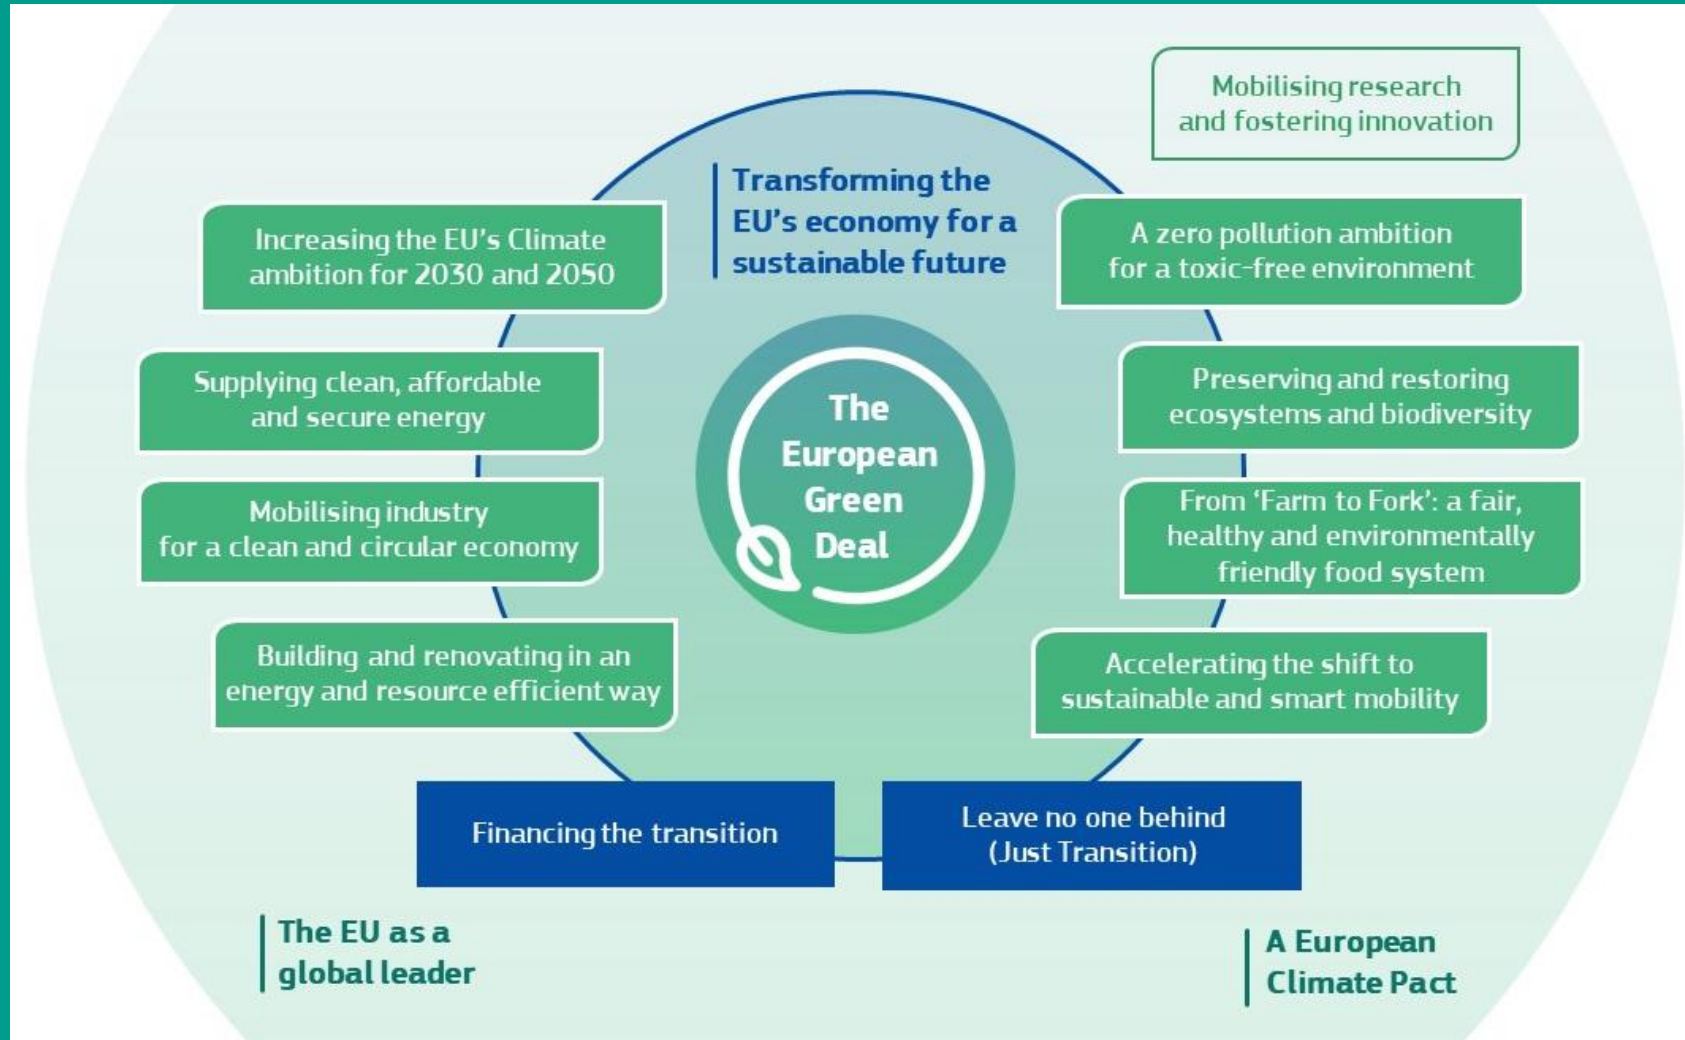 Mobilising research
and fostering innovation
Transforming the
EU's economy for a
sustainable future
Increasing the EU's Climate
ambition for 2030 and 2050
A zero pollution ambition
for a toxic-free environment
Supplying clean, affordable
and secure energy
Preserving and restoring
ecosystems and biodiversity
The
European
Green
Deal
Mobilising industry
for a clean and circular economy
From ‘Farm to Fork’: a fair,
healthy and environmentally
friendly food system
Building and renovating in an
energy and resource efficient way
Accelerating the shift to
sustainable and smart mobility
Financing the transition
Leave no one behind
(Just Transition)
The EU as a
global leader
A European
Climate Pact